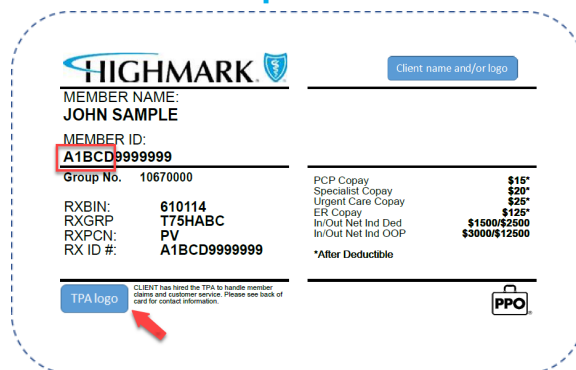 HIGHMARK.
Client name and/or logo
MEMBER NAME:
JOHN SAMPLE
MEMBER ID:
A1BCD9999999
Group No. 10670000
RXBIN: 610114
RXGRP T75HABC
RXPCN: PV
RX ID #: A1BCD9999999
PCP Copay $15*
Specialist Copay $20*
Urgent Care Copay $25*
ER Copay $125*
In/Out Net Ind Ded $1500/$2500
In/Out Net Ind OOP $3000/$12500
*After Deductible
TPA logo
CLIENT has hired the TPA to handle member
claims and customer service. Please see back of
card for contact information.
PPO